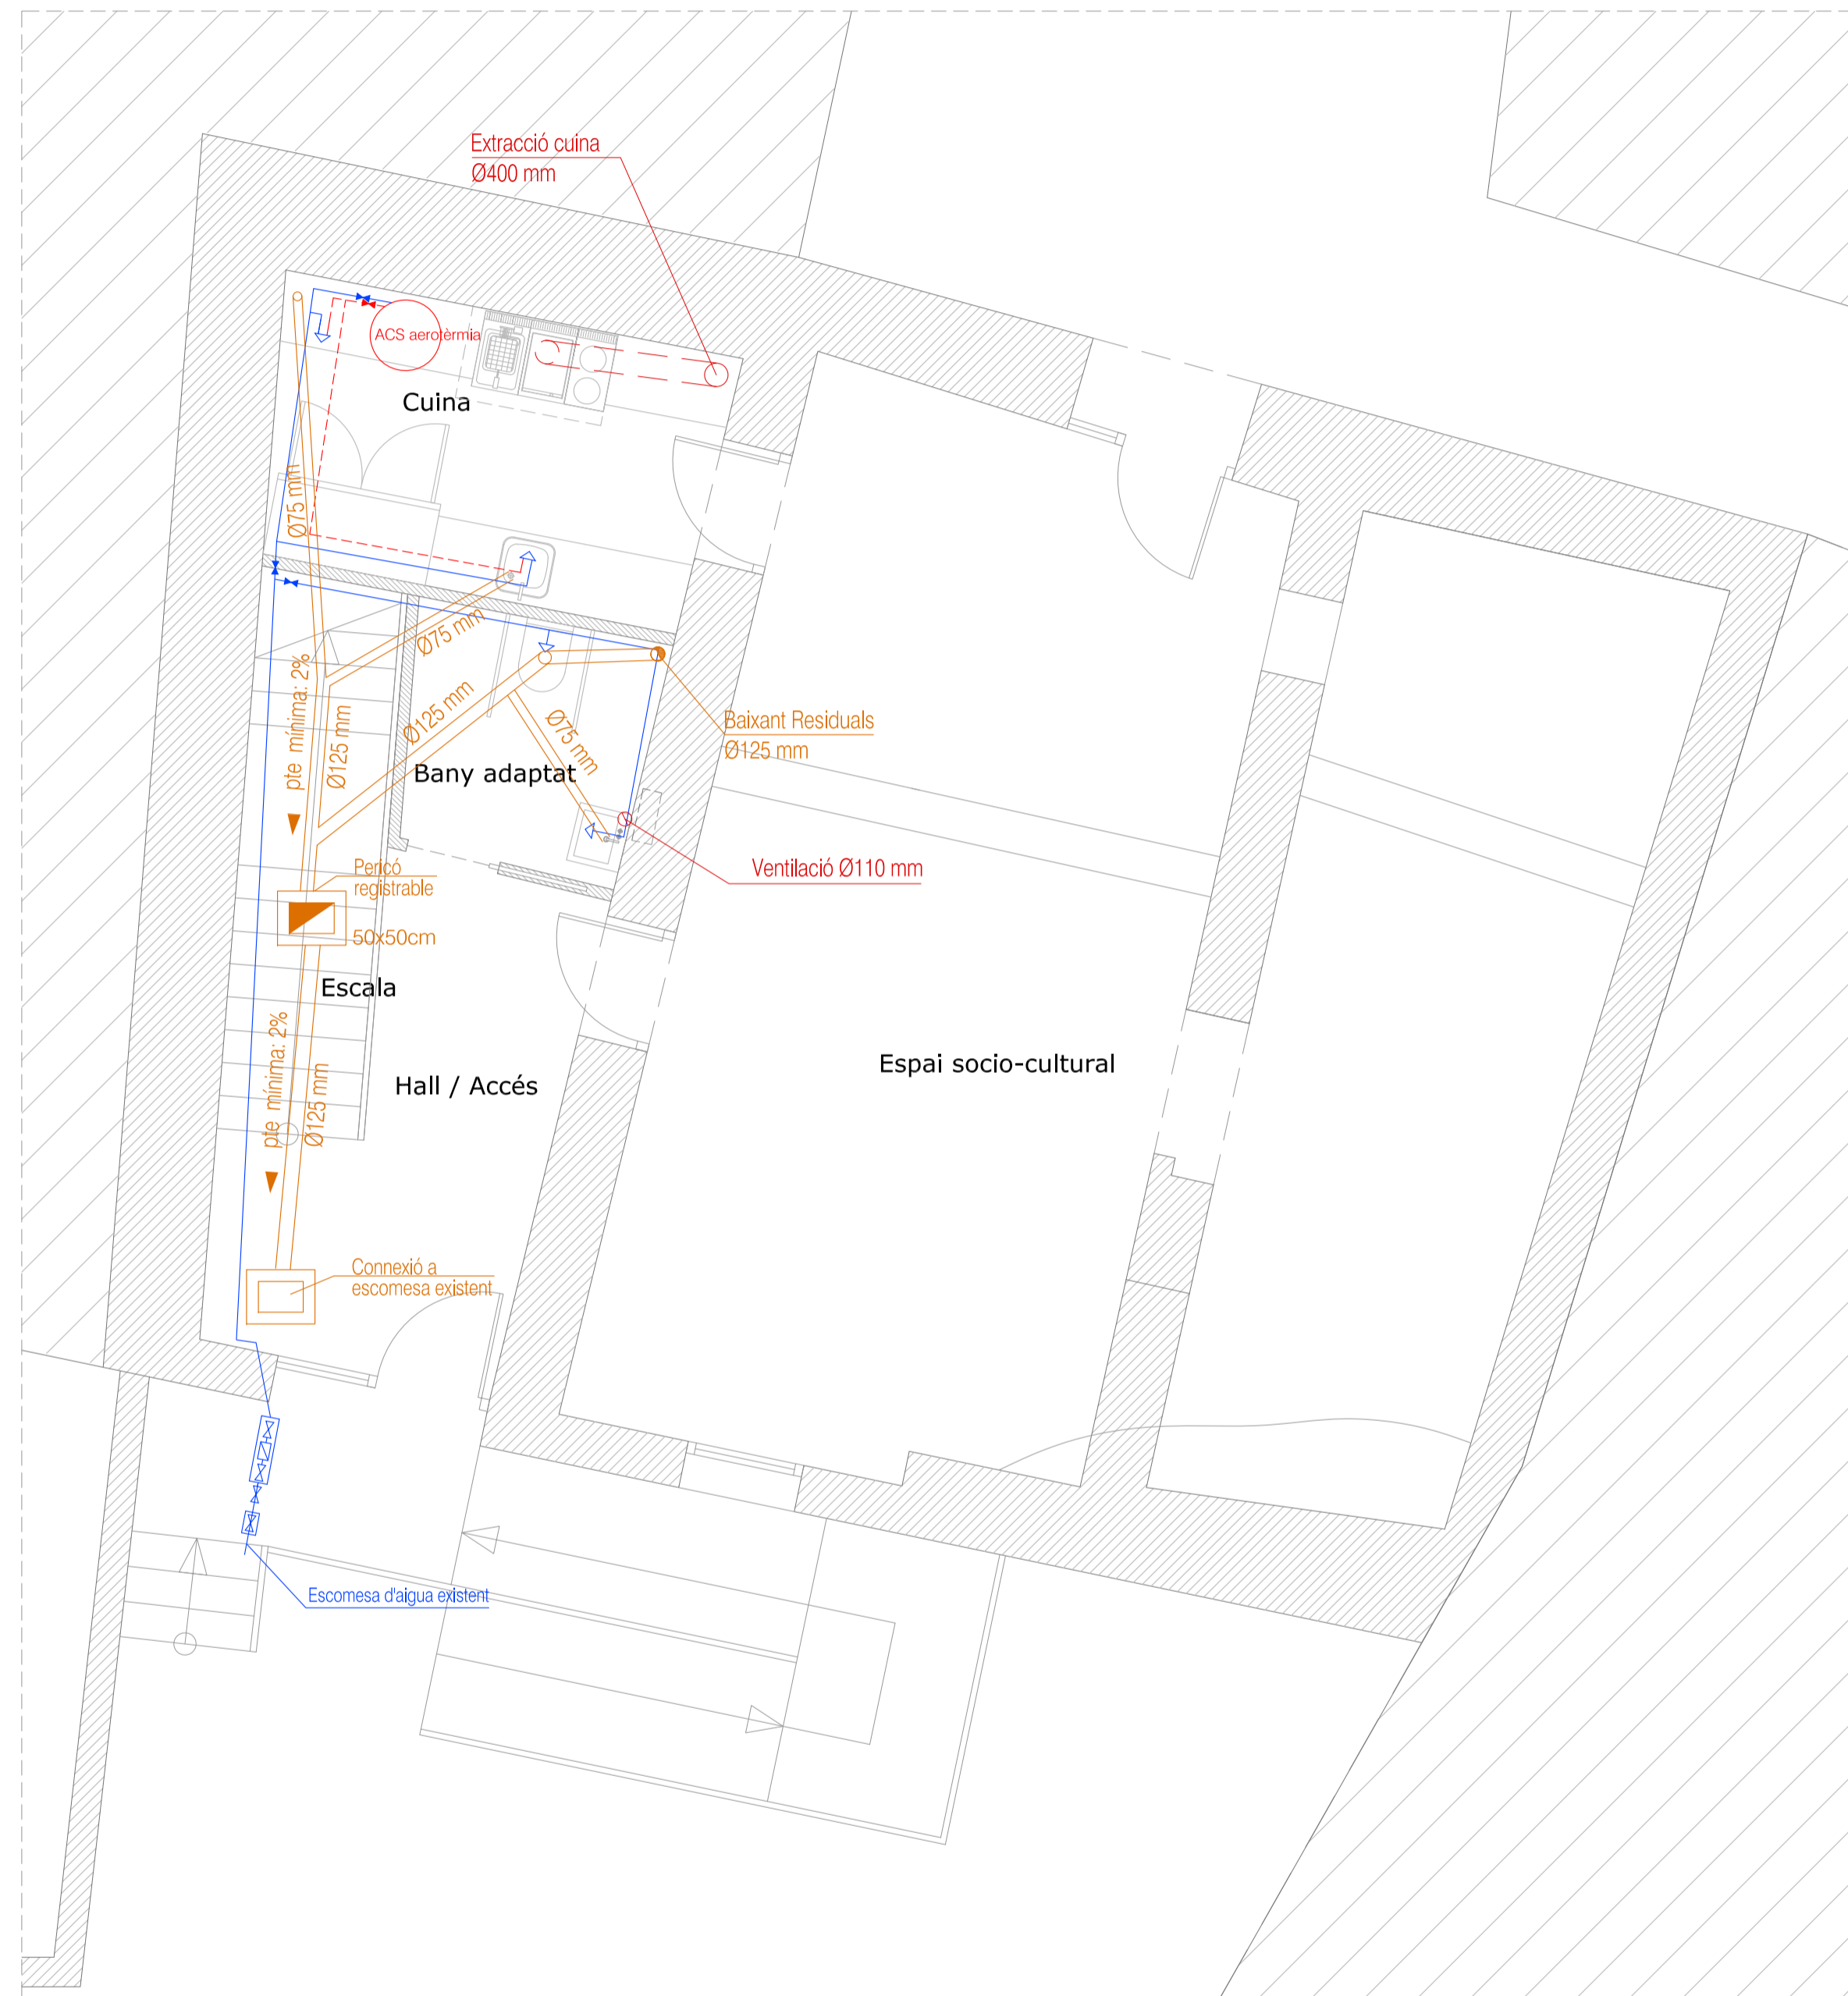 Extracció cuina
Ø400 mm
ACS aerotèrmia
Cuina
Ø75 mm
Ø75 mm
pte mínima: 2%
Ø125 mm
Ø125 mm
Ø75 mm
Baixant Residuals
Ø125 mm
Bany adaptat
Pericó
registrable
50x50cm
Ventilació Ø110 mm
Escala
pte mínima: 2%
Ø125 mm
Hall / Accés
Espai socio-cultural
Connexió a
escomesa existent
Escomesa d'aigua existent